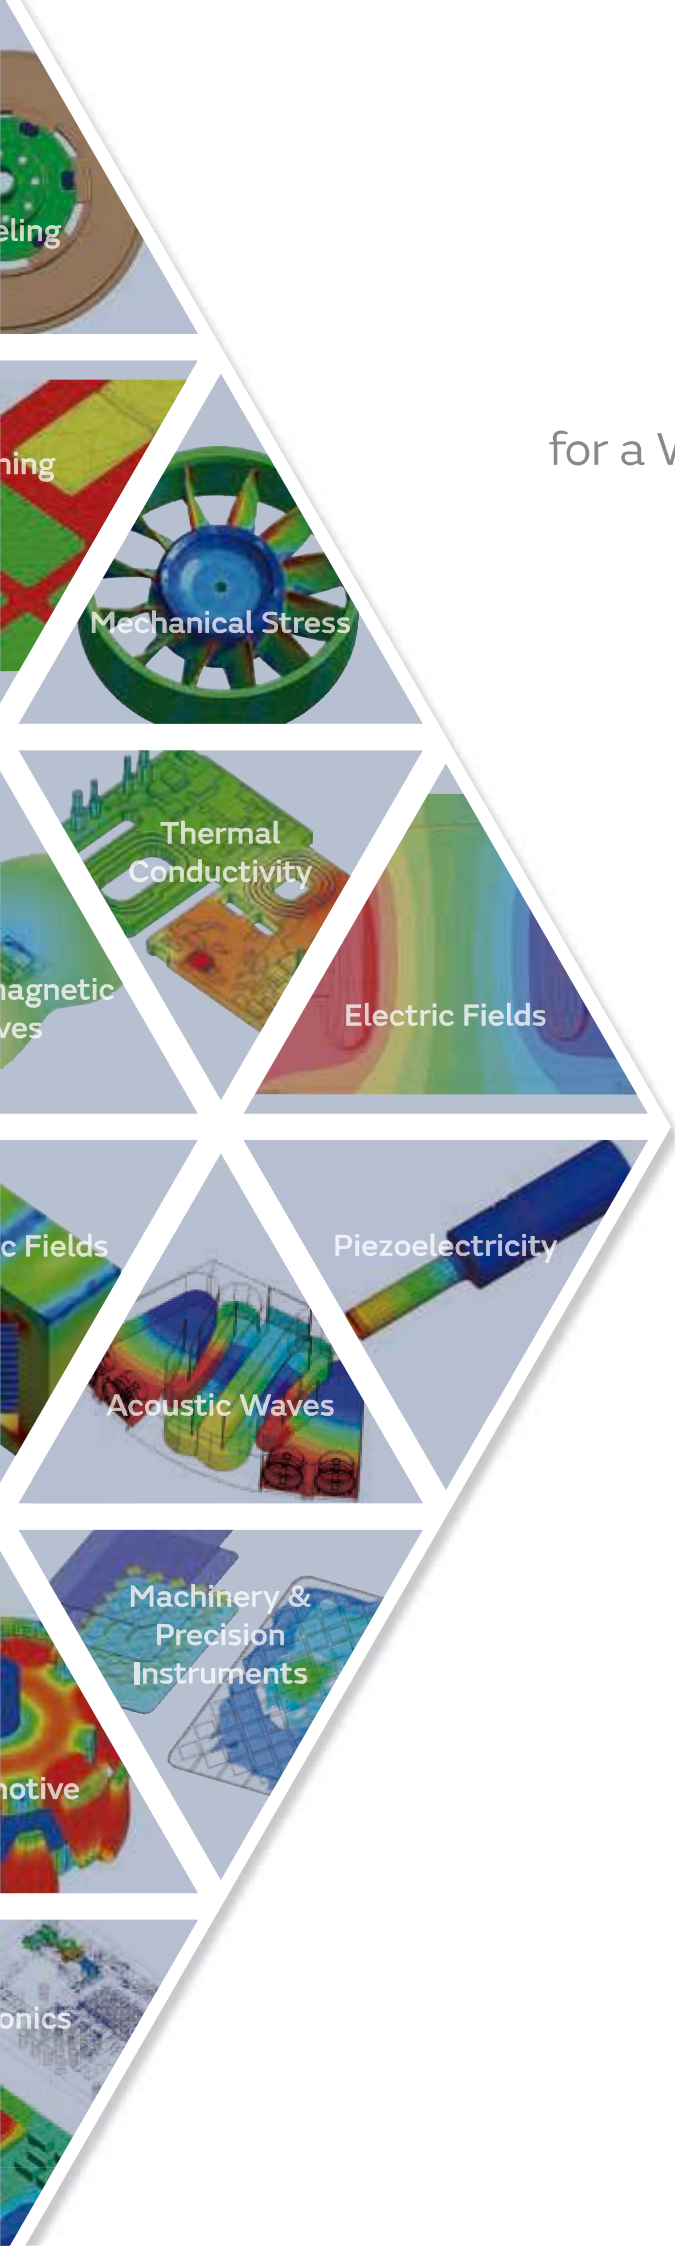 eling
for a
ning
Mechanical Stress
Thermal
Conductivity
nagnetic
ves
Electric Fields
c Fields
Piezoelectricity
Acoustic Waves
Machinery &
Precision
Instruments
notive
onics